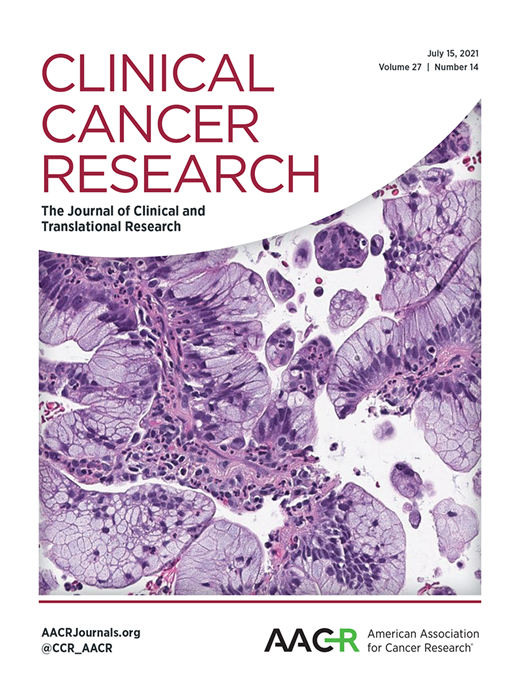 July 15, 2021
Volume 27 | Number 14
CLINICAL
CANCER
RESEARCH
The Journal of Clinical and
Translational Research
AACRJournals.org
@CCR_AACR
AACR American Association
for Cancer Research®